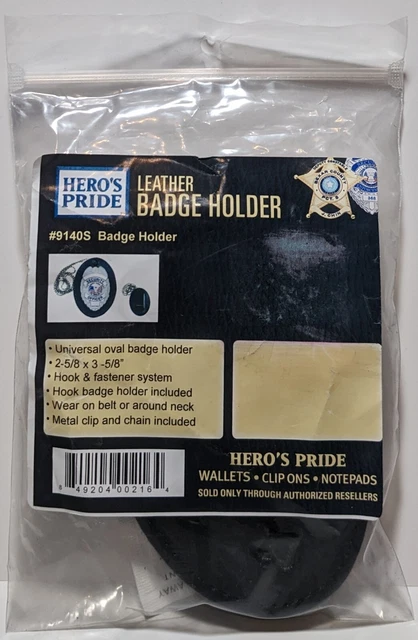 HERO'S
PRIDE
LEATHER
BADGE HOLDER
#9140S Badge Holder
• Universal oval badge holder
• 2-5/8 x 3 -5/8"
• Hook & fastener system
• Hook badge holder included
• Wear on belt or around neck
• Metal clip and chain included
8 49204 00216 4
HERO'S PRIDE
WALLETS • CLIP ONS • NOTEPADS
SOLD ONLY THROUGH AUTHORIZED RESELLERS
AWAY